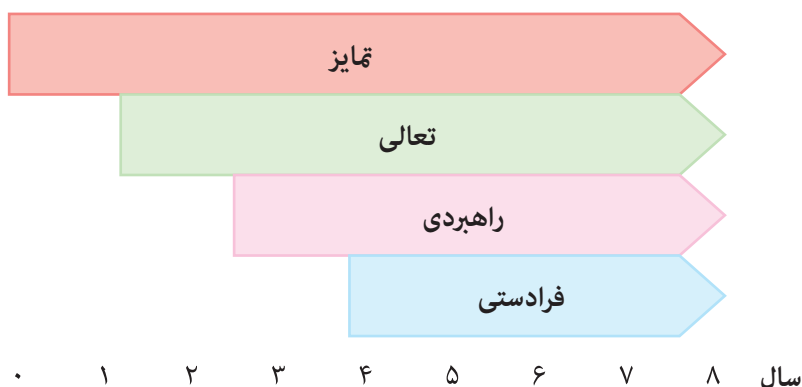 تمایز
تعالی
راهبردی
فرادستی
۰ ۱ ۲ ۳ ۴ ۵ ۶ ۷ ۸ سال